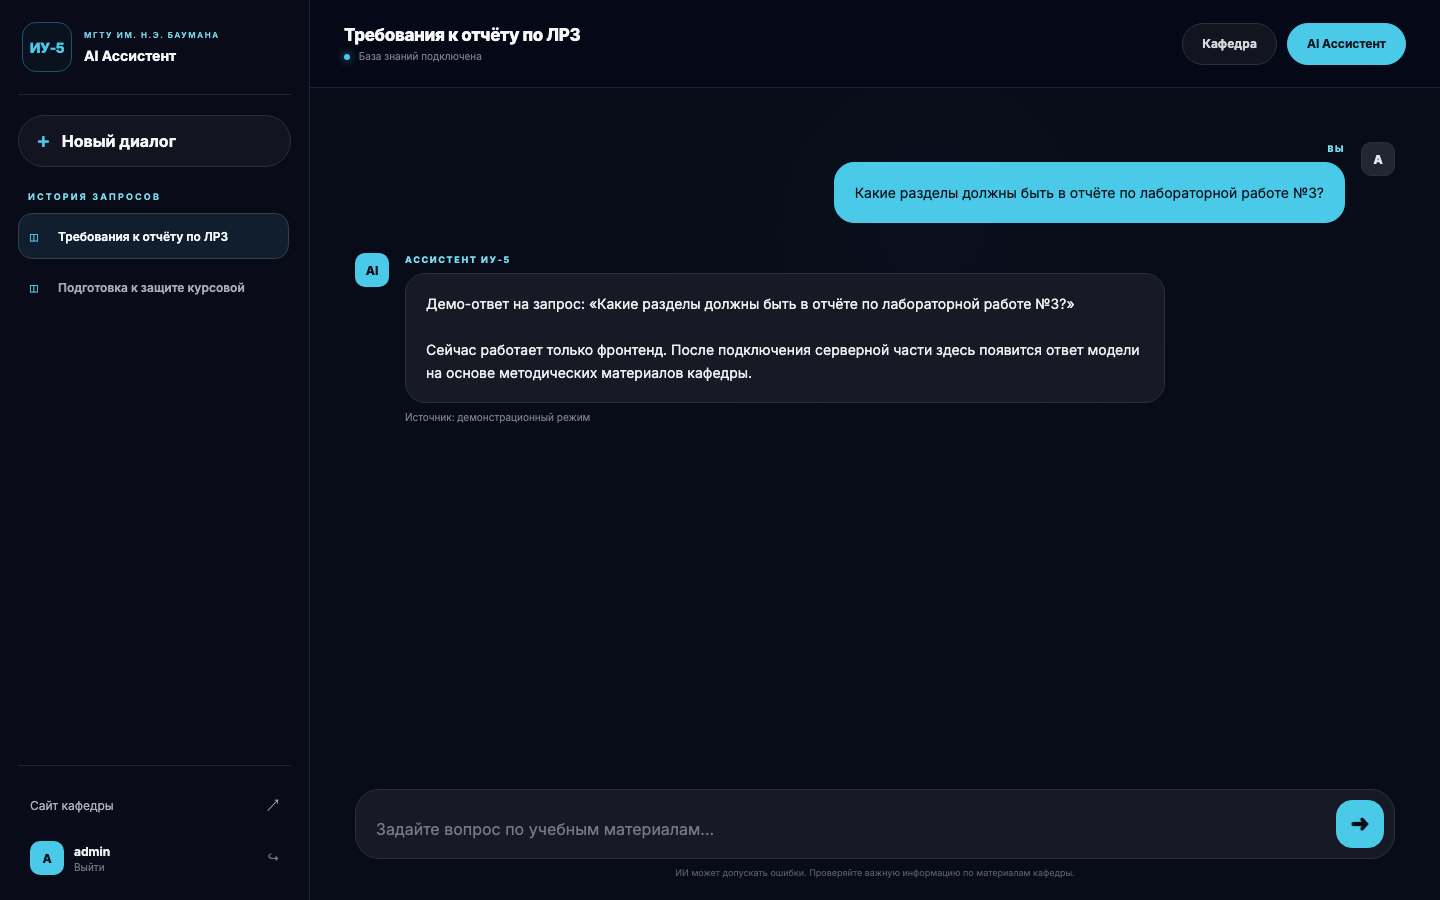 ИУ-5
МГТУ ИМ. Н.Э. БАУМАНА
AI Ассистент
+ Новый диалог
ИСТОРИЯ ЗАПРОСОВ
Требования к отчёту по ЛР3
Подготовка к защите курсовой
Сайт кафедры
A
admin
Выйти
Требования к отчёту по ЛР3
База знаний подключена
Кафедра
AI Ассистент
ВЫ
A
Какие разделы должны быть в отчёте по лабораторной работе №3?
AI
АССИСТЕНТ ИУ-5
Демо-ответ на запрос: «Какие разделы должны быть в отчёте по лабораторной работе №3?»
Сейчас работает только фронтенд. После подключения серверной части здесь появится ответ модели
на основе методических материалов кафедры.
Источник: демонстрационный режим
Задайте вопрос по учебным материалам...
ИИ может допускать ошибки. Проверяйте важную информацию по материалам кафедры.